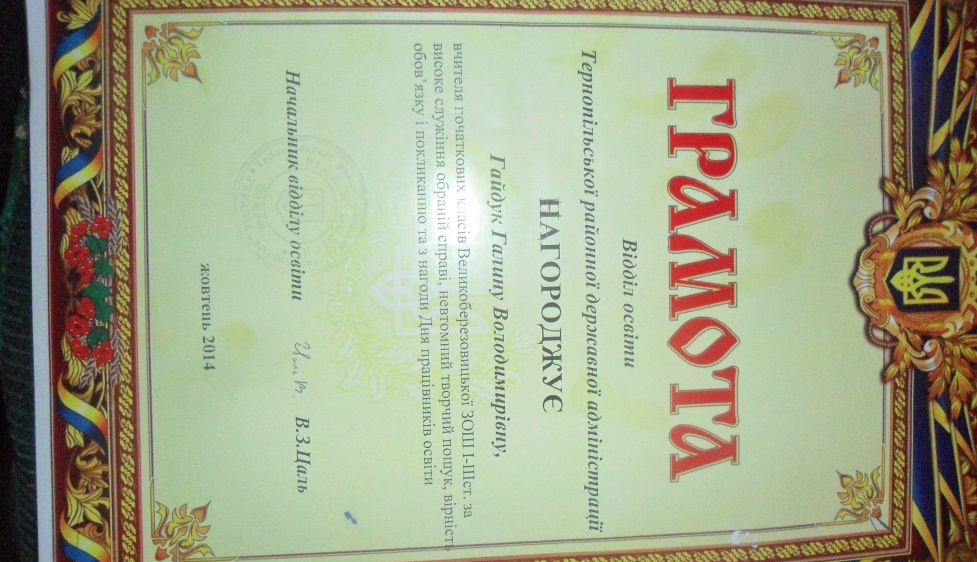 ГРАМОТА
Відділ освіти
Тернопільської районної державної адміністрації
НАГОРОДЖУЄ
Гайдук Галину Володимирівну,
вчителя початкових класів Великоберезовицької ЗОШ І-ІІІст. за
високе служіння обраній справі, невтомний творчий пошук, вірність
обов'язку і покликанню та з нагоди Дня працівників освіти
Начальник відділу освіти В.З.Цаль
жовтень 2014